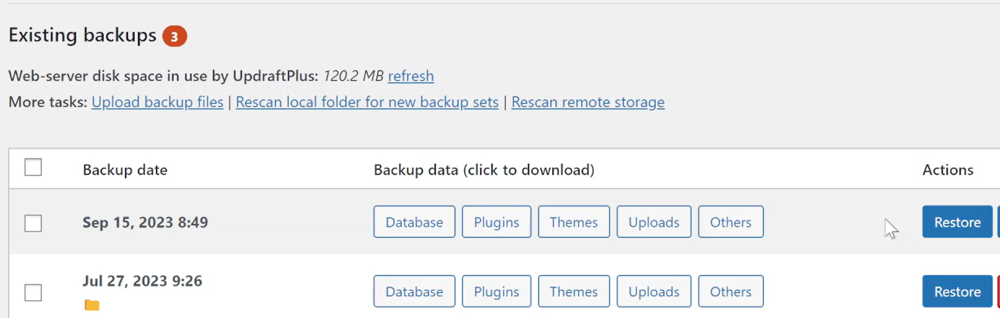 Existing backups 3
Web-server disk space in use by UpdraftPlus: 120.2 MB refresh
More tasks: Upload backup files | Rescan local folder for new backup sets | Rescan remote storage
Backup date Backup data (click to download) Actions
Sep 15, 2023 8:49 Database Plugins Themes Uploads Others Restore
Jul 27, 2023 9:26 Database Plugins Themes Uploads Others Restore